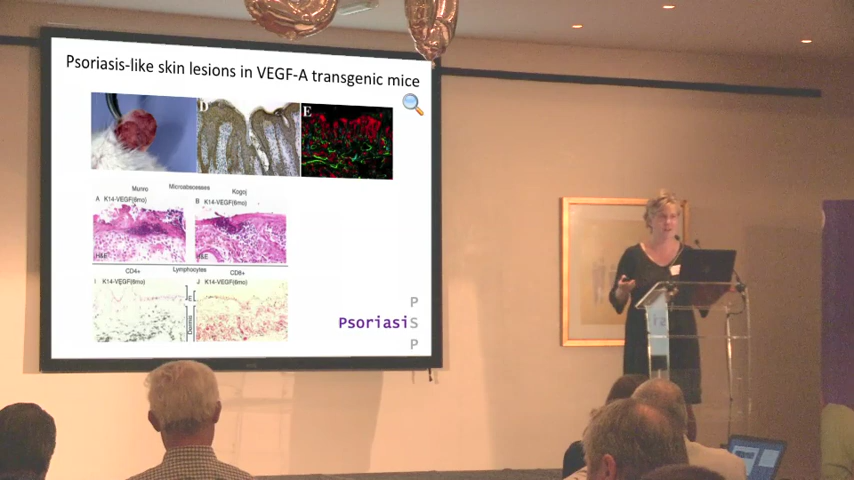 Psoriasis-like skin lesions in VEGF-A transgenic mice
D
E
Munro Microabscesses Kogoj
A K14-VEGF(6mo) B K14-VEGF(6mo)
H&E H&E
CD4+ Lymphocytes CD8+
I K14-VEGF(6mo) J K14-VEGF(6mo)
E
Dermis
P
PsoriasiS
P